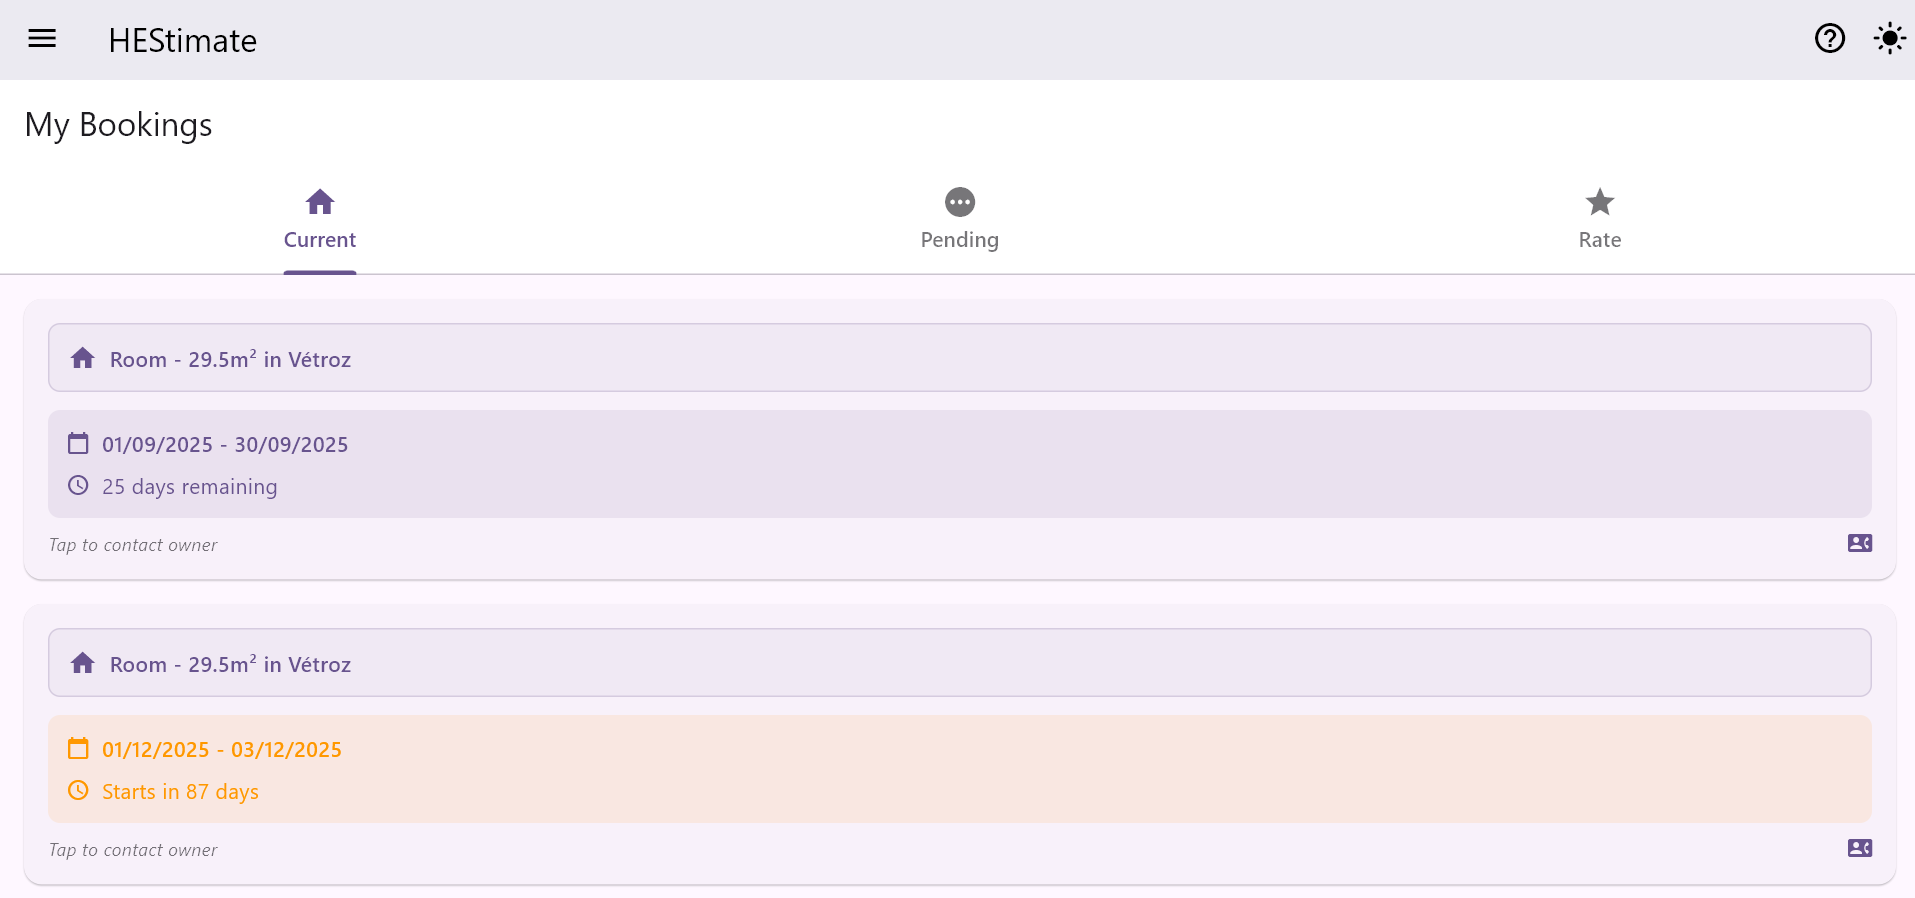 HEStimate
My Bookings
Current
Pending
Rate
Room - 29.5m² in Vétroz
01/09/2025 - 30/09/2025
25 days remaining
Tap to contact owner
Room - 29.5m² in Vétroz
01/12/2025 - 03/12/2025
Starts in 87 days
Tap to contact owner